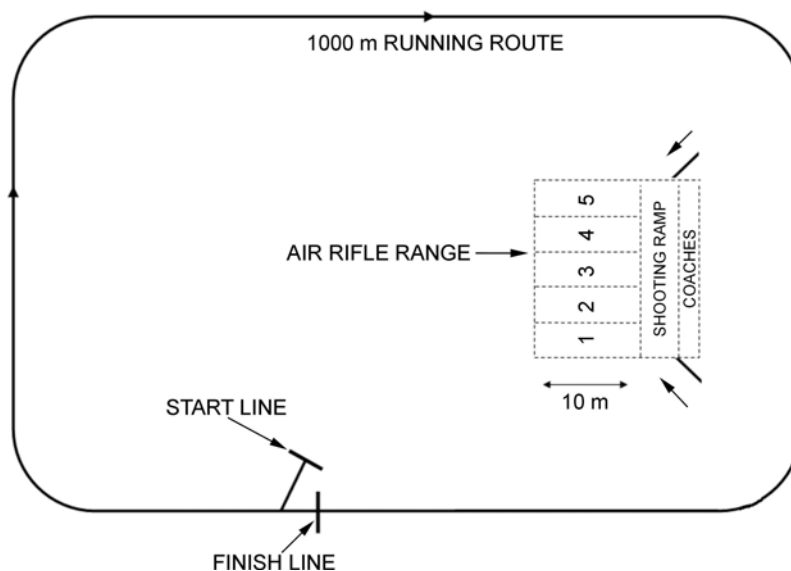 1000 m RUNNING ROUTE
5
4
3
2
1
AIR RIFLE RANGE
SHOOTING RAMP
COACHES
10 m
START LINE
FINISH LINE